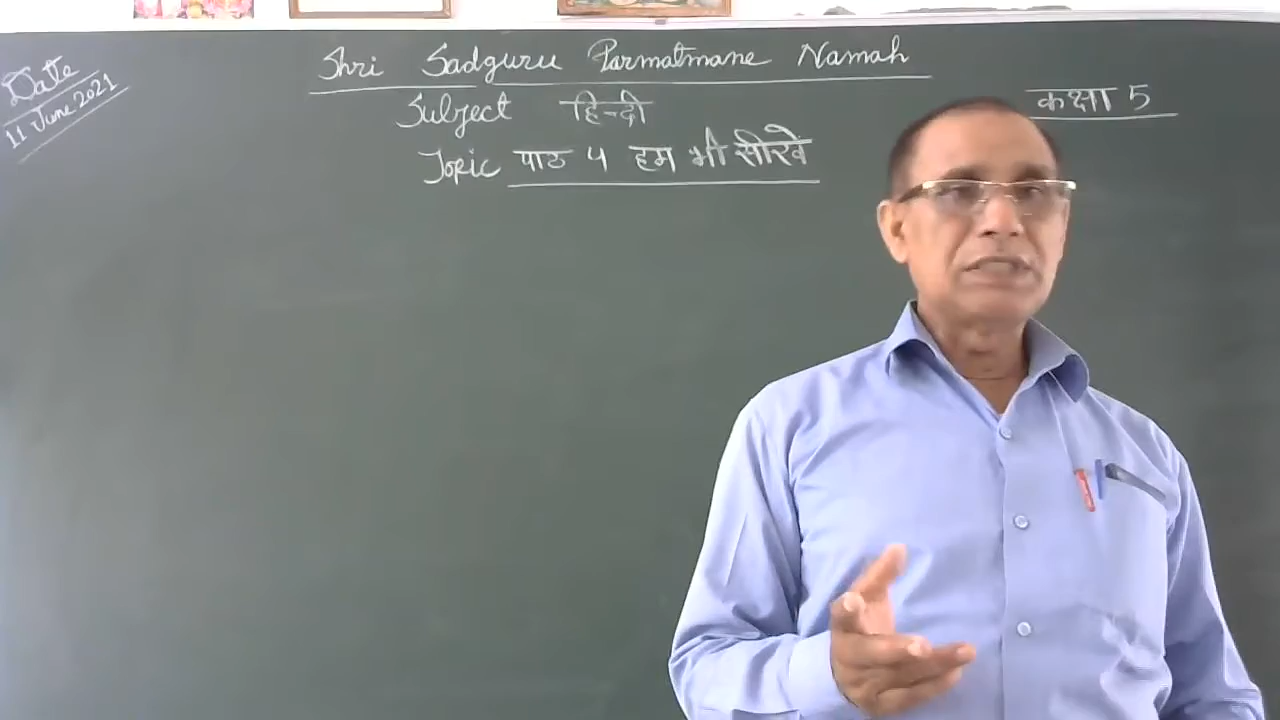 Date
11 June 2021
Shri Sadguru Parmatmane Namah
Subject हिन्दी
कक्षा 5
Topic पाठ 4 हम भी सीखें